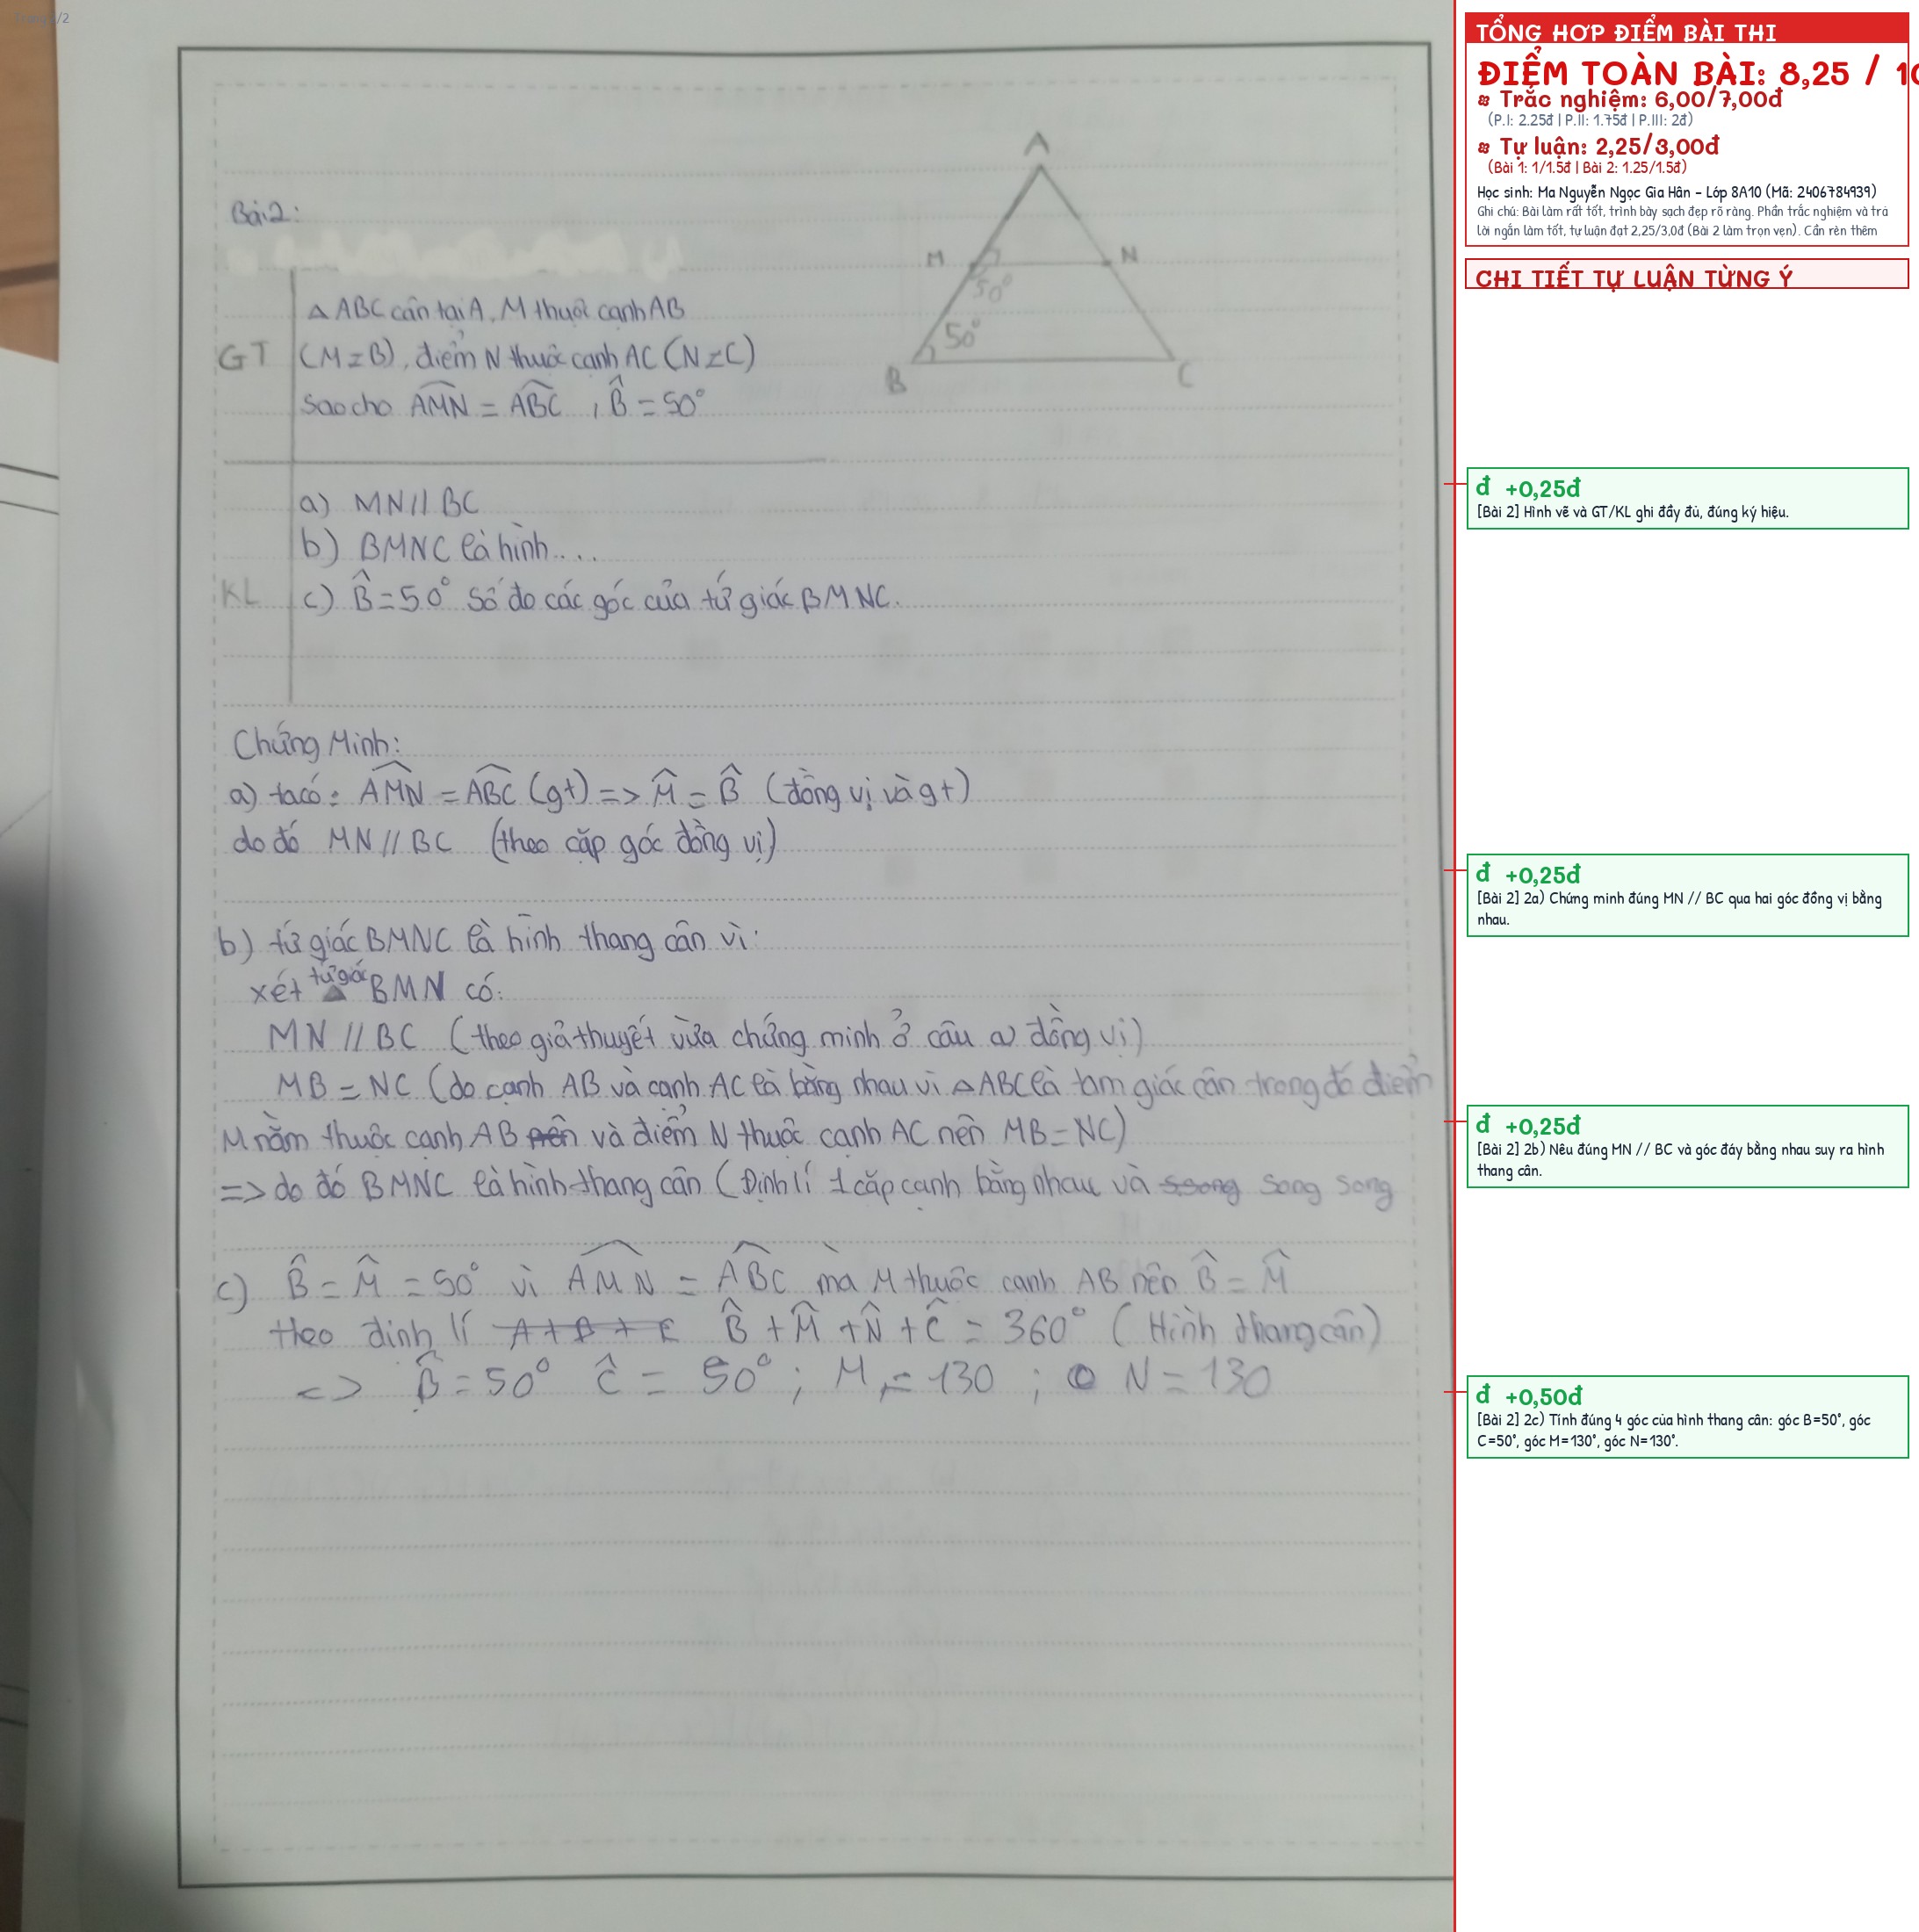 Trang 1/2
Bài 2:
A
M
N
50°
50°
B
C
△ ABC cân tại A, M thuộc cạnh AB
GT (M ≠ B), điểm N thuộc cạnh AC (N ≠ C)
sao cho AMN = ABC, B̂ = 50°
a) MN // BC
b) BMNC là hình....
KL c) B̂ = 50° Số đo các góc của tứ giác BMNC.
Chứng Minh:
a) ta có: AMN = ABC (gt) => M̂ = B̂ (đồng vị và gt)
do đó MN // BC (theo cặp góc đồng vị)
b) tứ giác BMNC là hình thang cân vì:
xét tứ giác BMN có:
MN // BC (theo giả thuyết vừa chứng minh ở câu a) đồng vị)
MB = NC (do cạnh AB và cạnh AC là bằng nhau vì △ABC là tam giác cân trong đó điểm
M nằm thuộc cạnh AB nên và điểm N thuộc cạnh AC nên MB = NC)
=> do đó BMNC là hình thang cân (Định lí 1 cặp cạnh bằng nhau và song song
c) B̂ = M̂ = 50° vì AMN = ABC mà M thuộc cạnh AB nên B̂ = M̂
theo định lí B̂ + M̂ + N̂ + Ĉ = 360° (Hình thang cân)
<=> B̂ = 50° Ĉ = 50° ; M = 130 ; N = 130
TỔNG HỢP ĐIỂM BÀI THI
ĐIỂM TOÀN BÀI: 8,25 / 10
Trắc nghiệm: 6,00/7,00đ
(P.I: 2.25đ | P.II: 1.75đ | P.III: 2đ)
Tự luận: 2,25/3,00đ
(Bài 1: 1/1.5đ | Bài 2: 1.25/1.5đ)
Học sinh: Ma Nguyễn Ngọc Gia Hân - Lớp 8A10 (Mã: 2406784939)
Ghi chú: Bài làm rất tốt, trình bày sạch đẹp rõ ràng. Phần trắc nghiệm và trả
lời ngắn làm tốt, tự luận đạt 2,25/3,0đ (Bài 2 làm trọn vẹn). Cần rèn thêm
CHI TIẾT TỰ LUẬN TỪNG Ý
đ +0,25đ
[Bài 2] Hình vẽ và GT/KL ghi đầy đủ, đúng ký hiệu.
đ +0,25đ
[Bài 2] 2a) Chứng minh đúng MN // BC qua hai góc đồng vị bằng
nhau.
đ +0,25đ
[Bài 2] 2b) Nêu đúng MN // BC và góc đáy bằng nhau suy ra hình
thang cân.
đ +0,50đ
[Bài 2] 2c) Tính đúng 4 góc của hình thang cân: góc B=50°, góc
C=50°, góc M=130°, góc N=130°.